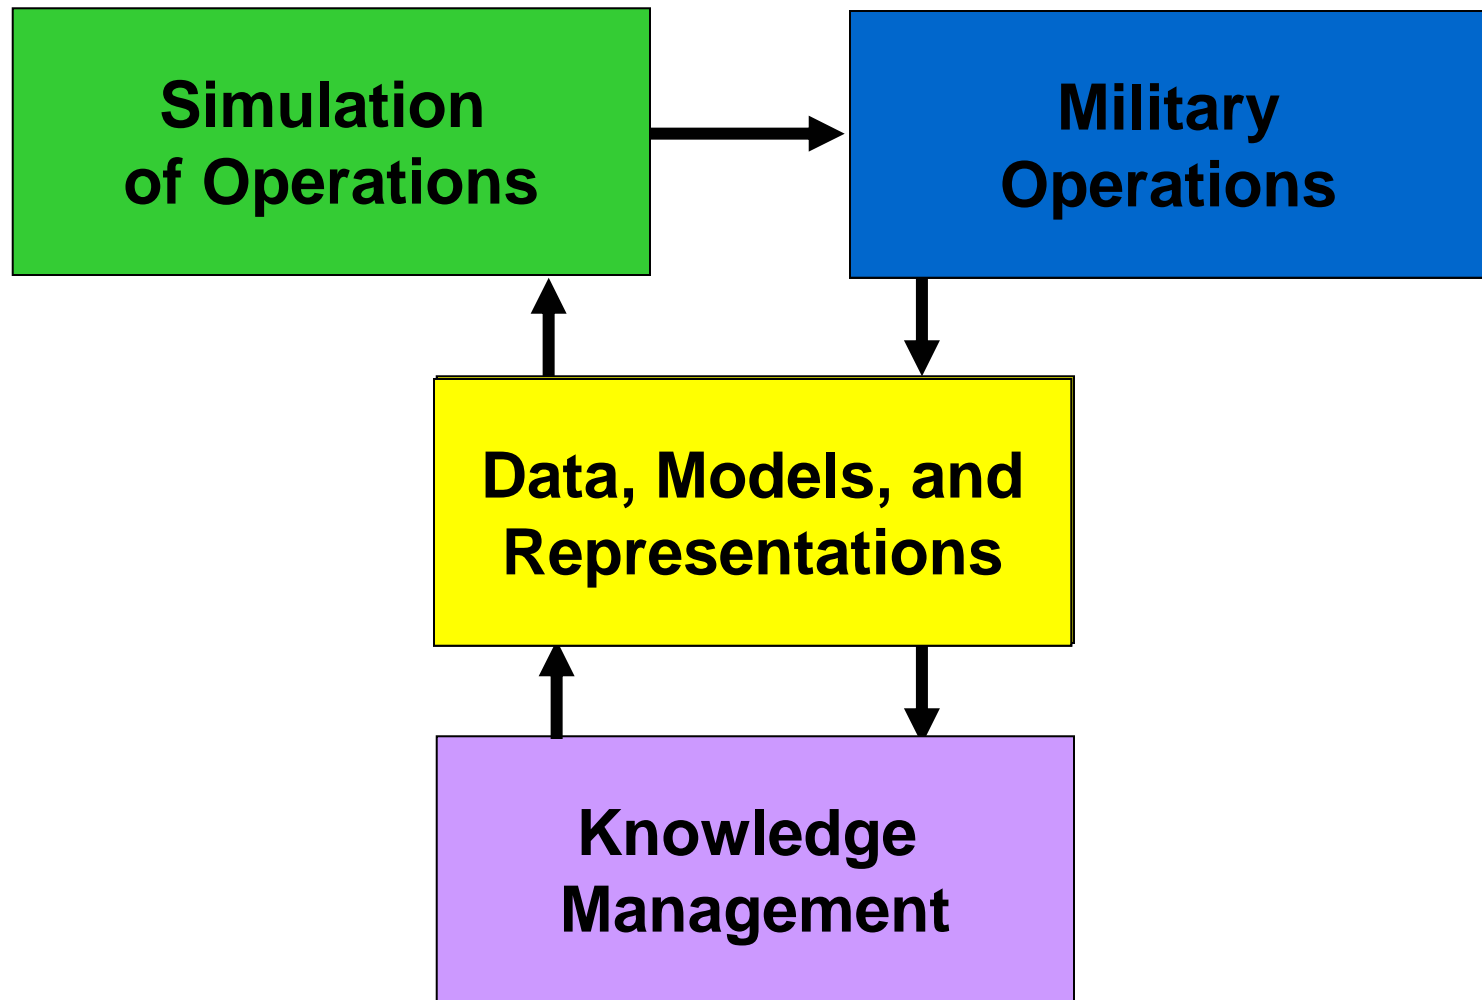 Simulation
of Operations
Military
Operations
Data, Models, and
Representations
Knowledge
Management